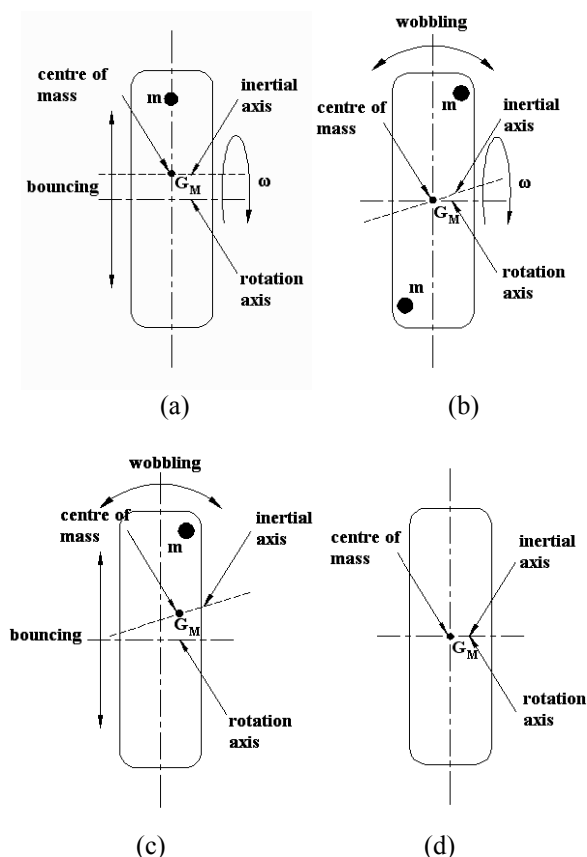 centre of
mass
m
inertial
axis
bouncing
G_M
ω
rotation
axis
(a)
wobbling
centre of
mass
m
inertial
axis
G_M
ω
rotation
axis
m
(b)
wobbling
centre of
mass
m
inertial
axis
bouncing
G_M
rotation
axis
(c)
centre of
mass
inertial
axis
G_M
rotation
axis
(d)